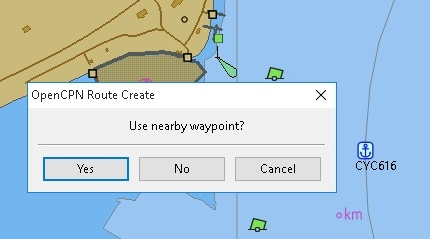 OpenCPN Route Create
Use nearby waypoint?
Yes
No
Cancel
CYC616
km